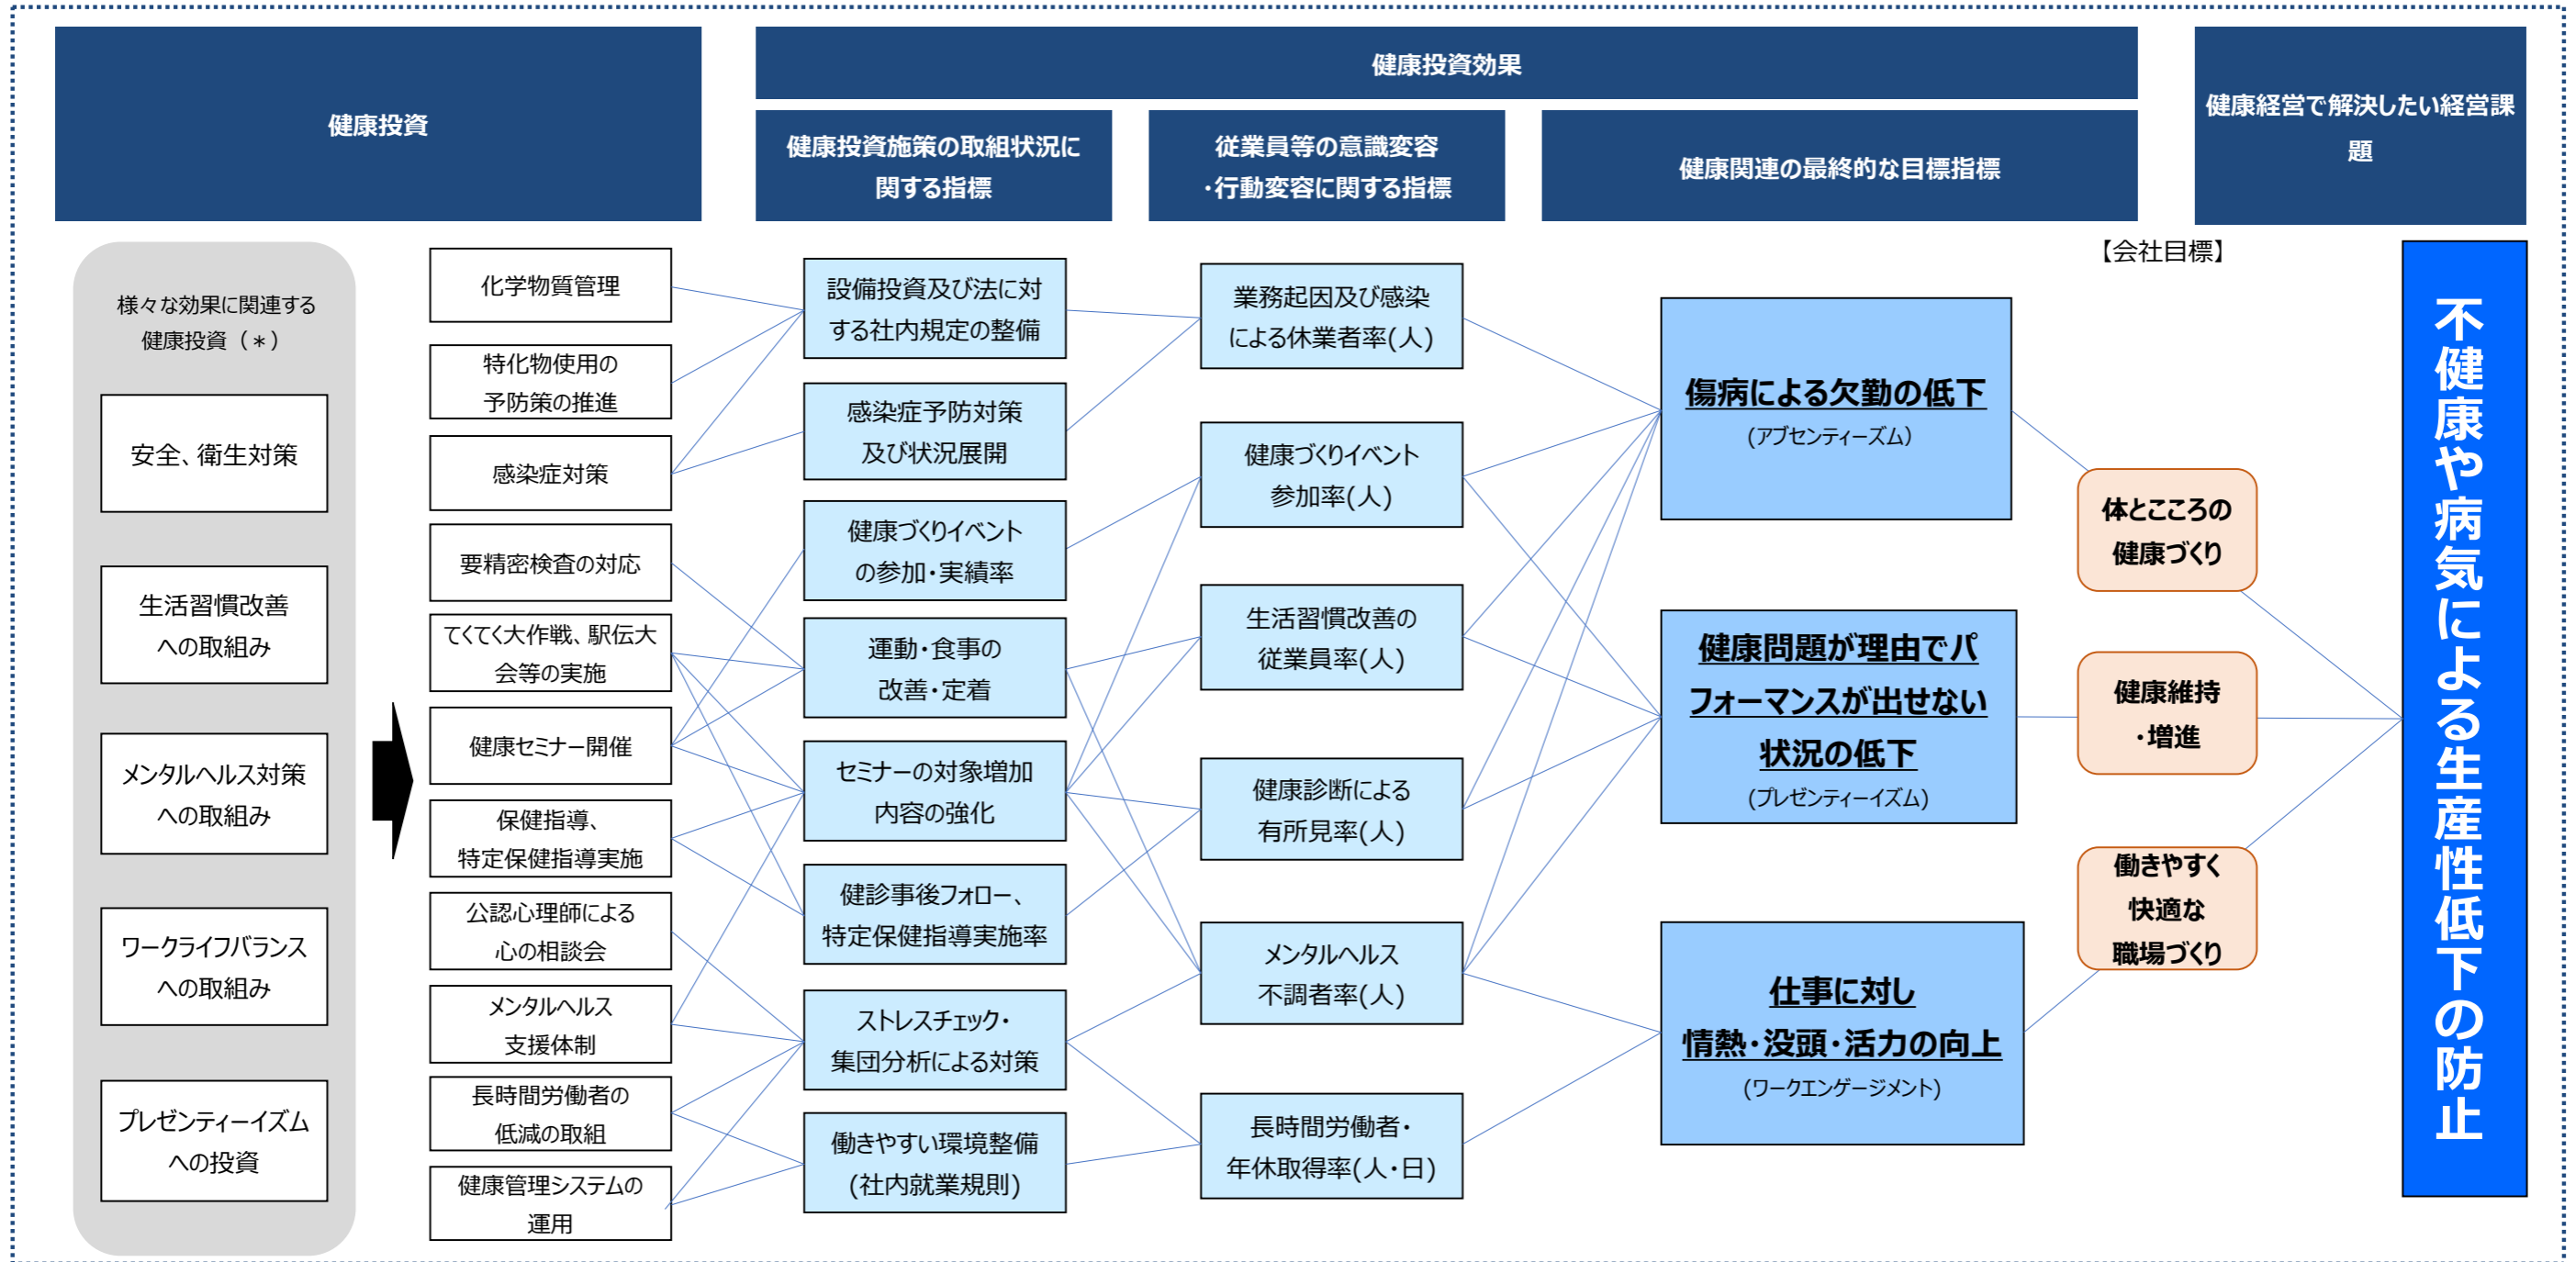 健康投資
健康投資効果
健康投資施策の取組状況に
関する指標
従業員等の意識変容
・行動変容に関する指標
健康関連の最終的な目標指標
健康経営で解決したい経営課
題
様々な効果に関連する
健康投資（＊）
安全、衛生対策
生活習慣改善
への取組み
メンタルヘルス対策
への取組み
ワークライフバランス
への取組み
プレゼンティーイズム
への投資
化学物質管理
特化物使用の
予防策の推進
感染症対策
要精密検査の対応
てくてく大作戦、駅伝大
会等の実施
健康セミナー開催
保健指導、
特定保健指導実施
公認心理師による
心の相談会
メンタルヘルス
支援体制
長時間労働者の
低減の取組
健康管理システムの
運用
設備投資及び法に対
する社内規定の整備
感染症予防対策
及び状況展開
健康づくりイベント
の参加・実績率
運動・食事の
改善・定着
セミナーの対象増加
内容の強化
健診事後フォロー、
特定保健指導実施率
ストレスチェック・
集団分析による対策
働きやすい環境整備
(社内就業規則)
業務起因及び感染
による休業者率(人)
健康づくりイベント
参加率(人)
生活習慣改善の
従業員率(人)
健康診断による
有所見率(人)
メンタルヘルス
不調者率(人)
長時間労働者・
年休取得率(人・日)
傷病による欠勤の低下
(アブセンティーズム)
健康問題が理由でパ
フォーマンスが出せない
状況の低下
(プレゼンティーイズム)
仕事に対し
情熱・没頭・活力の向上
(ワークエンゲージメント)
【会社目標】
体とこころの
健康づくり
健康維持
・増進
働きやすく
快適な
職場づくり
不健康や病気による生産性低下の防止